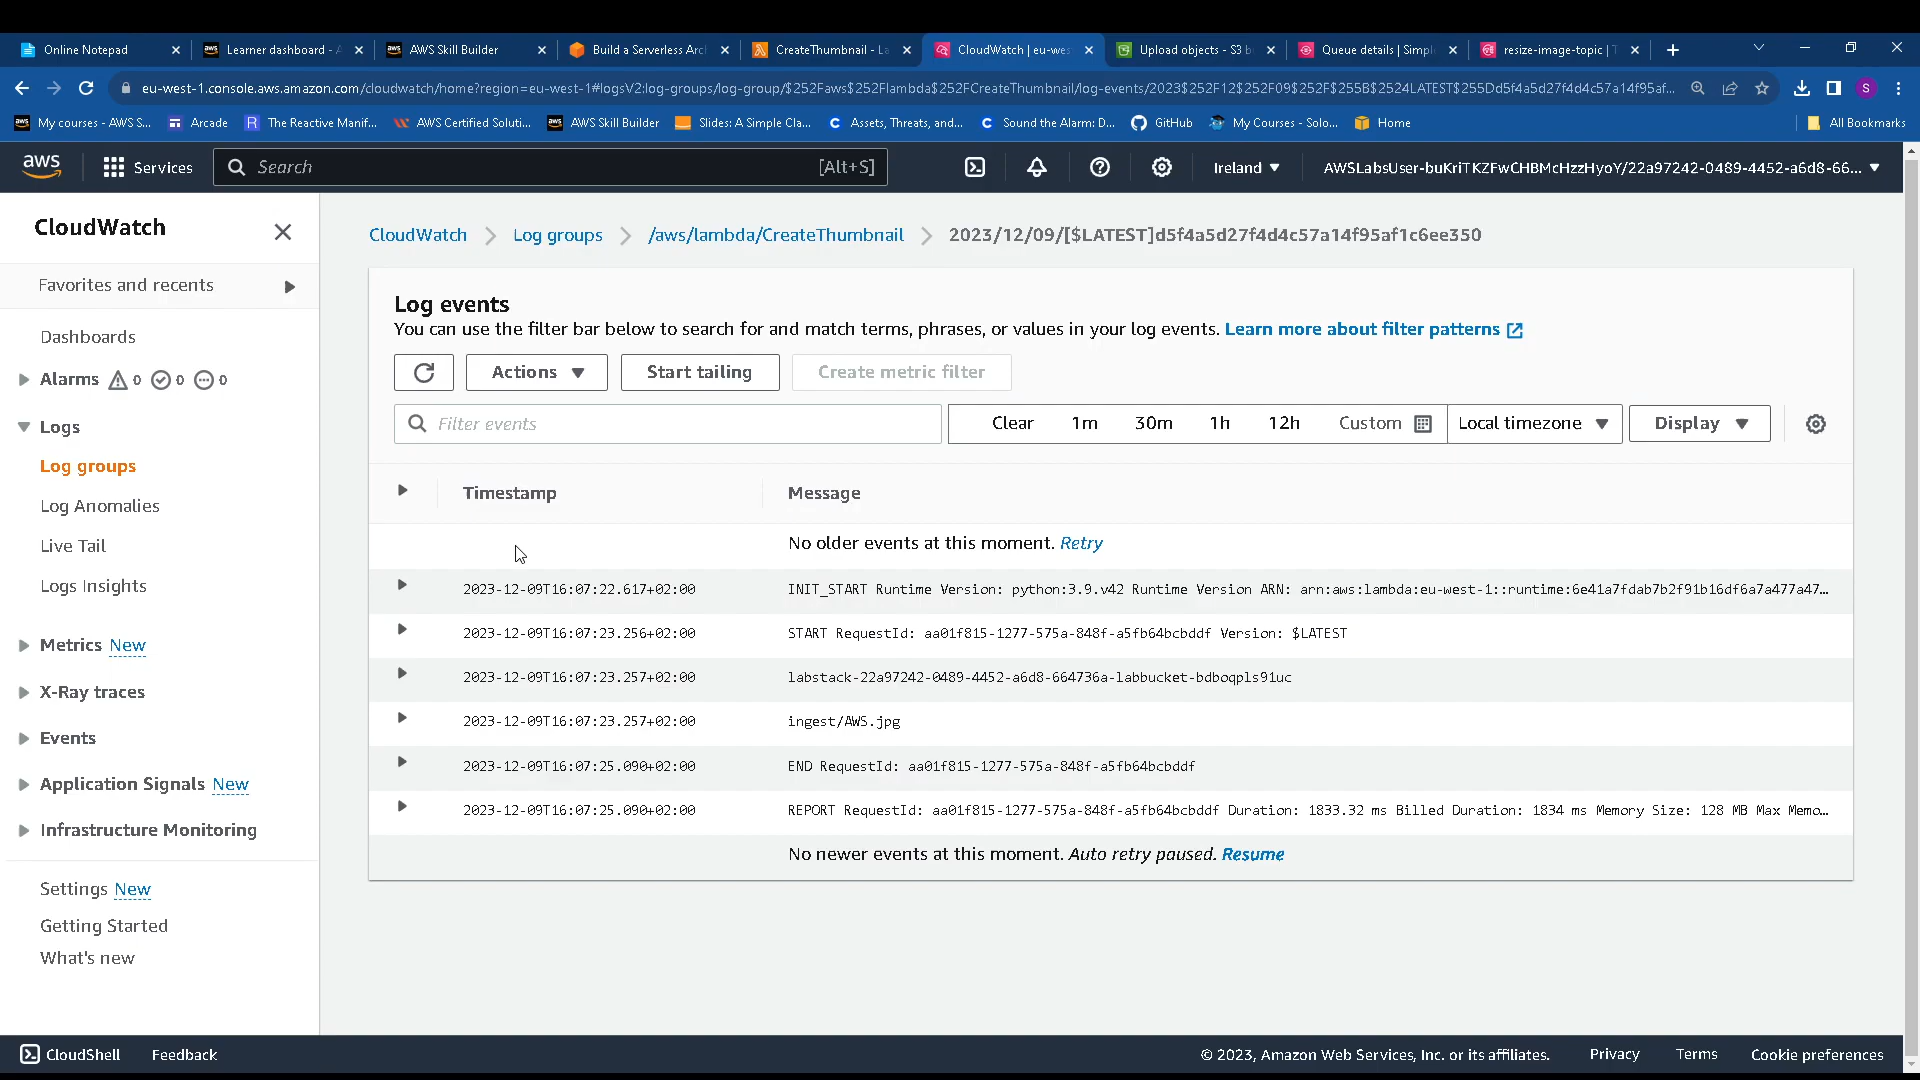 Online Notepad
Learner dashboard - A
AWS Skill Builder
Build a Serverless Arc
CreateThumbnail - La
CloudWatch | eu-wes
Upload objects - S3 b
Queue details | Simpl
resize-image-topic | T
eu-west-1.console.aws.amazon.com/cloudwatch/home?region=eu-west-1#logsV2:log-groups/log-group/$252Faws$252Flambda$252FCreateThumbnail/log-events/2023$252F12$252F09$252F$255B$2524LATEST$255Dd5f4a5d27f4d4c57a14f95af...
S
My courses - AWS S...
Arcade
The Reactive Manif...
AWS Certified Soluti...
AWS Skill Builder
Slides: A Simple Cla...
Assets, Threats, and...
Sound the Alarm: D...
GitHub
My Courses - Solo...
Home
All Bookmarks
aws
Services
Search
[Alt+S]
Ireland
AWSLabsUser-buKriTKZFwCHBMcHzzHyoY/22a97242-0489-4452-a6d8-66...
CloudWatch
Favorites and recents
Dashboards
Alarms 0 0 0
Logs
Log groups
Log Anomalies
Live Tail
Logs Insights
Metrics New
X-Ray traces
Events
Application Signals New
Infrastructure Monitoring
Settings New
Getting Started
What's new
CloudWatch
Log groups
/aws/lambda/CreateThumbnail
2023/12/09/[$LATEST]d5f4a5d27f4d4c57a14f95af1c6ee350
Log events
You can use the filter bar below to search for and match terms, phrases, or values in your log events. Learn more about filter patterns
Actions
Start tailing
Create metric filter
Filter events
Clear
1m
30m
1h
12h
Custom
Local timezone
Display
Timestamp
Message
No older events at this moment. Retry
2023-12-09T16:07:22.617+02:00 INIT_START Runtime Version: python:3.9.v42 Runtime Version ARN: arn:aws:lambda:eu-west-1::runtime:6e41a7fdab7b2f91b16df6a7a477a47...
2023-12-09T16:07:23.256+02:00 START RequestId: aa01f815-1277-575a-848f-a5fb64bcbddf Version: $LATEST
2023-12-09T16:07:23.257+02:00 labstack-22a97242-0489-4452-a6d8-664736a-labbucket-bdboqpls91uc
2023-12-09T16:07:23.257+02:00 ingest/AWS.jpg
2023-12-09T16:07:25.090+02:00 END RequestId: aa01f815-1277-575a-848f-a5fb64bcbddf
2023-12-09T16:07:25.090+02:00 REPORT RequestId: aa01f815-1277-575a-848f-a5fb64bcbddf Duration: 1833.32 ms Billed Duration: 1834 ms Memory Size: 128 MB Max Memo...
No newer events at this moment. Auto retry paused. Resume
CloudShell
Feedback
© 2023, Amazon Web Services, Inc. or its affiliates.
Privacy
Terms
Cookie preferences